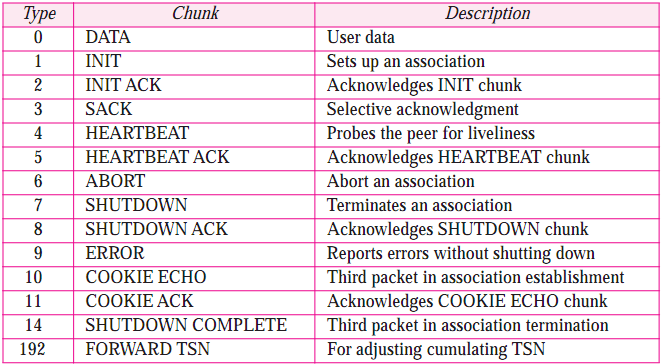 Type Chunk Description
0 DATA User data
1 INIT Sets up an association
2 INIT ACK Acknowledges INIT chunk
3 SACK Selective acknowledgment
4 HEARTBEAT Probes the peer for liveliness
5 HEARTBEAT ACK Acknowledges HEARTBEAT chunk
6 ABORT Abort an association
7 SHUTDOWN Terminates an association
8 SHUTDOWN ACK Acknowledges SHUTDOWN chunk
9 ERROR Reports errors without shutting down
10 COOKIE ECHO Third packet in association establishment
11 COOKIE ACK Acknowledges COOKIE ECHO chunk
14 SHUTDOWN COMPLETE Third packet in association termination
192 FORWARD TSN For adjusting cumulating TSN